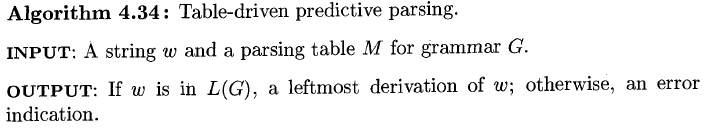 Algorithm 4.34: Table-driven predictive parsing.
INPUT: A string w and a parsing table M for grammar G.
OUTPUT: If w is in L(G), a leftmost derivation of w; otherwise, an error
indication.